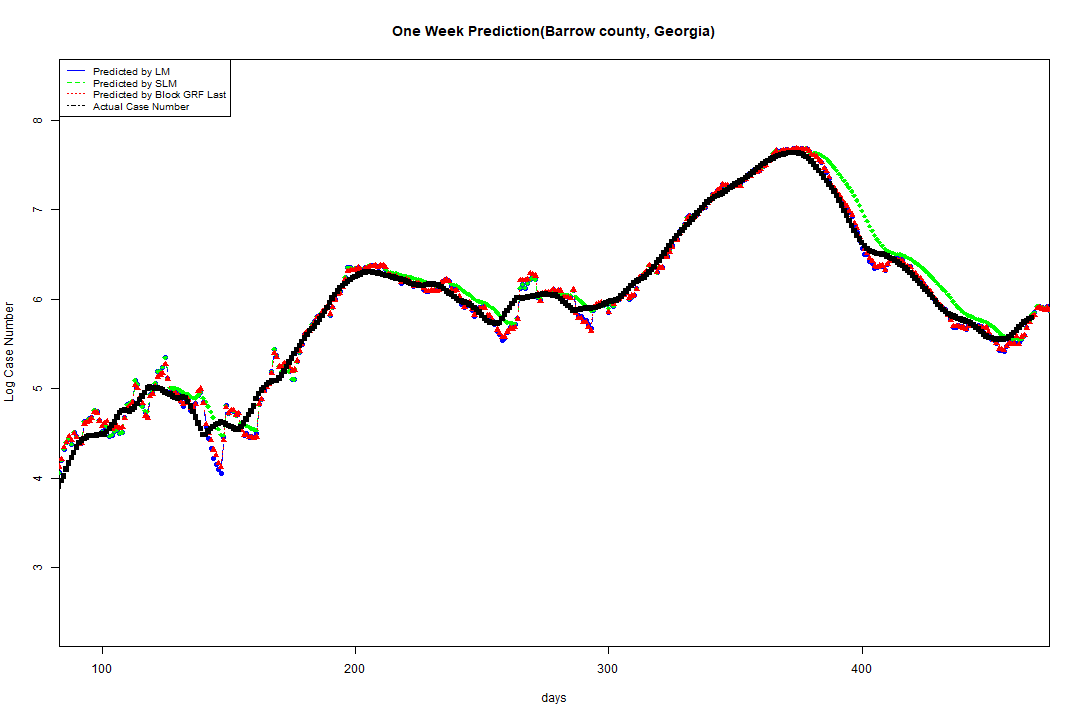 One Week Prediction(Barrow county, Georgia)
Predicted by LM
Predicted by SLM
Predicted by Block GRF Last
Actual Case Number
Log Case Number
8
7
6
5
4
3
100 200 300 400
days